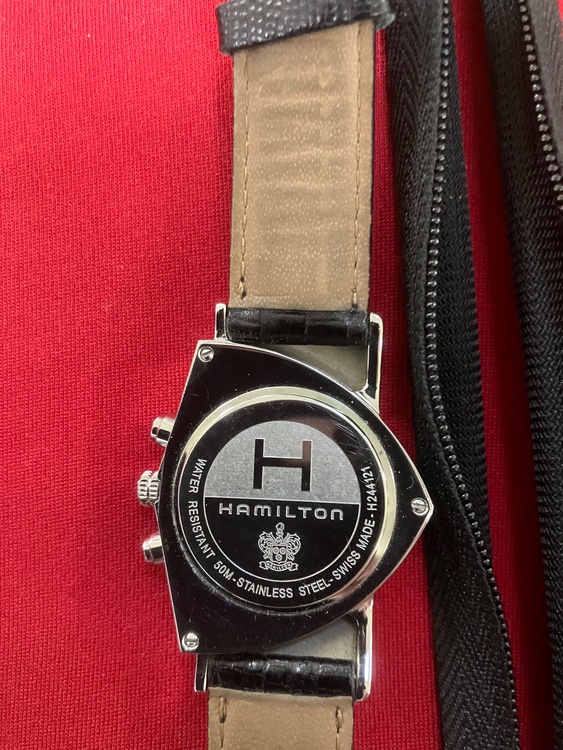 H
HAMILTON
WATER RESISTANT 50M-STAINLESS STEEL-SWISS MADE-H244121